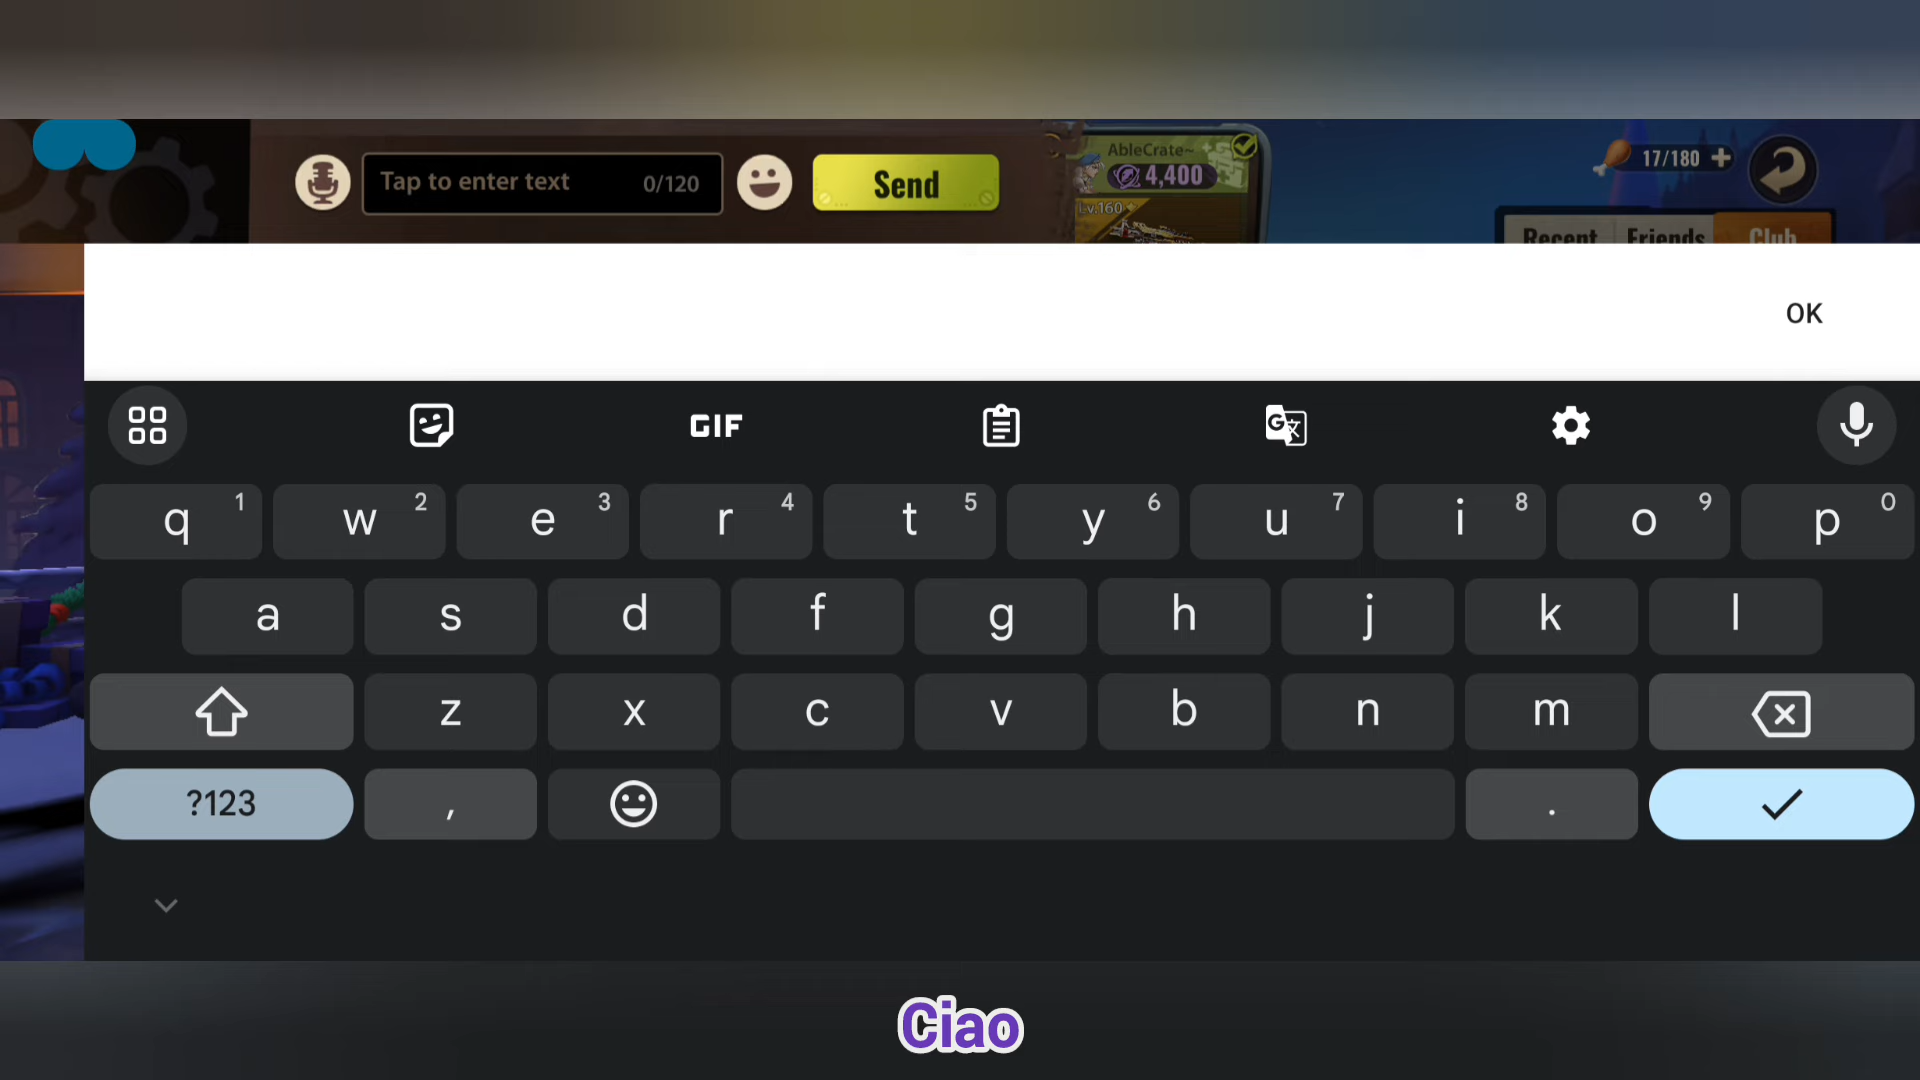 Tap to enter text 0/120
Send
AbleCrate~
4,400
Lv.160
17/180 +
Recent Friends Club
OK
GIF
G
q 1 w 2 e 3 r 4 t 5 y 6 u 7 i 8 o 9 p 0
a s d f g h j k l
z x c v b n m
?123 , .
Ciao